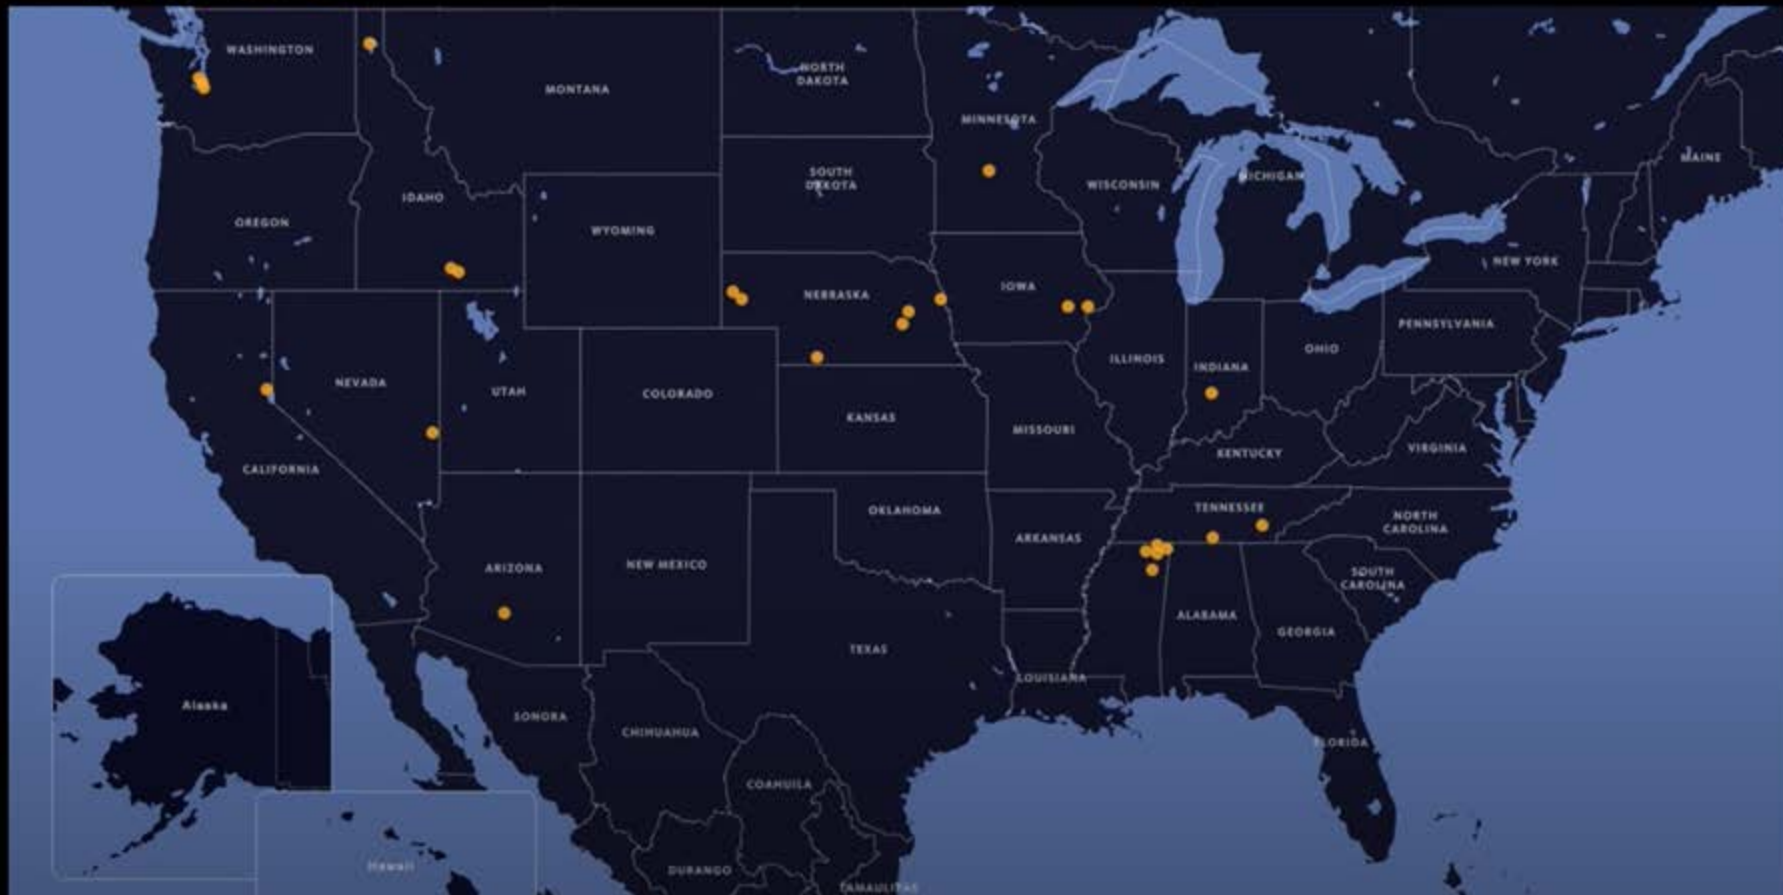 WASHINGTON
MONTANA
NORTH
DAKOTA
MINNESOTA
MAINE
SOUTH
DAKOTA
WISCONSIN
MICHIGAN
IDAHO
OREGON
WYOMING
NEW YORK
NEBRASKA
IOWA
PENNSYLVANIA
OHIO
ILLINOIS
INDIANA
NEVADA
UTAH
COLORADO
KANSAS
MISSOURI
KENTUCKY
VIRGINIA
CALIFORNIA
OKLAHOMA
TENNESSEE
NORTH
CAROLINA
ARKANSAS
ARIZONA
NEW MEXICO
SOUTH
CAROLINA
ALABAMA
GEORGIA
TEXAS
LOUISIANA
Alaska
SONORA
CHIHUAHUA
FLORIDA
COAHUILA
Hawaii
DURANGO
TAMAULIPAS